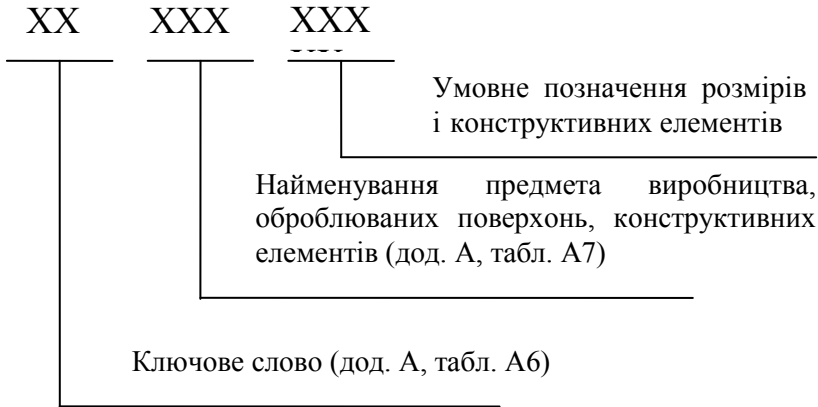 XX XXX XXX
Умовне позначення розмірів
і конструктивних елементів
Найменування предмета виробництва,
оброблюваних поверхонь, конструктивних
елементів (дод. А, табл. А7)
Ключове слово (дод. А, табл. А6)